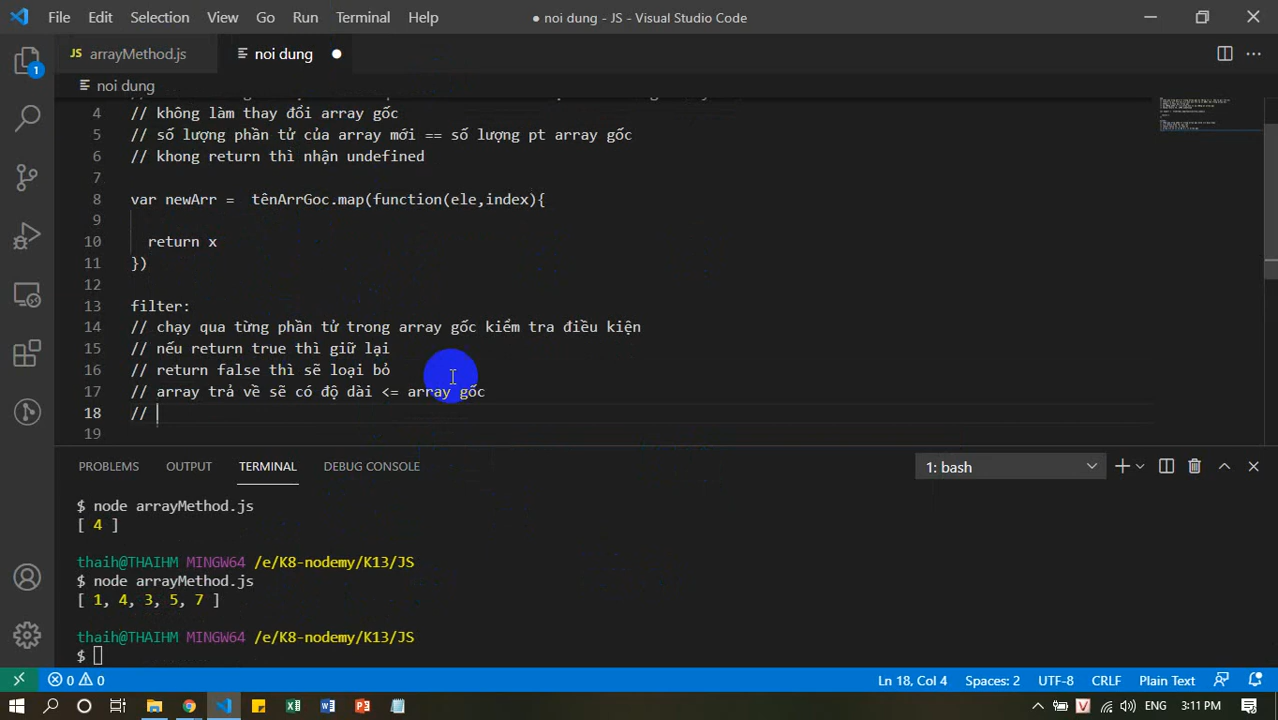 File Edit Selection View Go Run Terminal Help
● noi dung - JS - Visual Studio Code
JS arrayMethod.js
noi dung ●
noi dung
4 // không làm thay đổi array gốc
5 // số lượng phần tử của array mới == số lượng pt array gốc
6 // khong return thì nhận undefined
7
8 var newArr = tênArrGoc.map(function(ele,index){
9
10 return x
11 })
12
13 filter:
14 // chạy qua từng phần tử trong array gốc kiểm tra điều kiện
15 // nếu return true thì giữ lại
16 // return false thì sẽ loại bỏ
17 // array trả về sẽ có độ dài <= array gốc
18 //
19
PROBLEMS OUTPUT TERMINAL DEBUG CONSOLE
1: bash
$ node arrayMethod.js
[ 4 ]
thaih@THAIHM MINGW64 /e/K8-nodemy/K13/JS
$ node arrayMethod.js
[ 1, 4, 3, 5, 7 ]
thaih@THAIHM MINGW64 /e/K8-nodemy/K13/JS
$
0 0
Ln 18, Col 4 Spaces: 2 UTF-8 CRLF Plain Text
ENG 3:11 PM